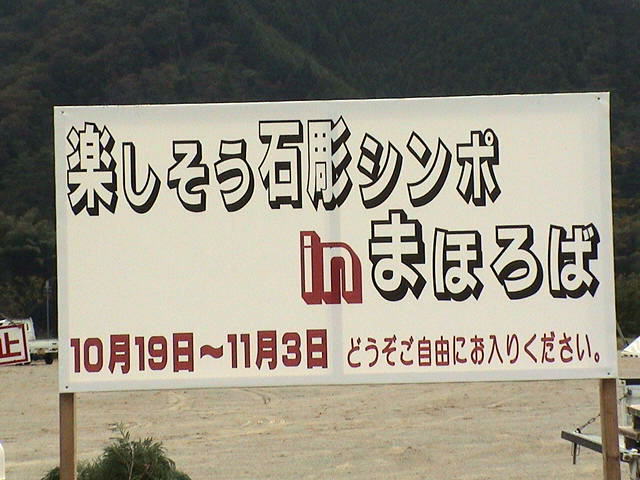 楽しそう石彫シンポ
inまほろば
10月19日～11月3日 どうぞご自由にお入りください。
止